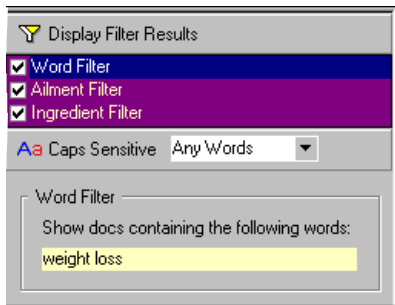 Display Filter Results
Word Filter
Ailment Filter
Ingredient Filter
Aa Caps Sensitive Any Words
Word Filter
Show docs containing the following words:
weight loss